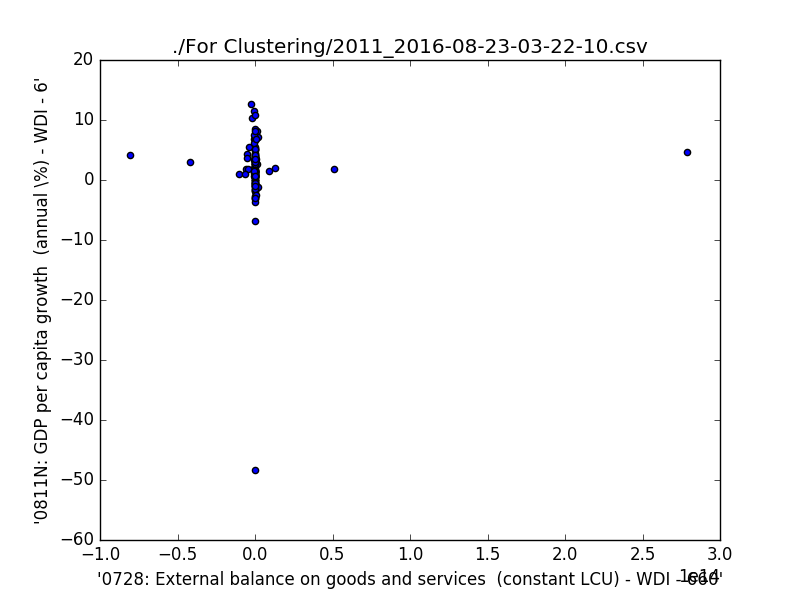 ./For Clustering/2011_2016-08-23-03-22-10.csv
20
10
0
−10
−20
−30
−40
−50
−60
'0811N: GDP per capita growth  (annual \%) - WDI - 6'
−1.0 −0.5 0.0 0.5 1.0 1.5 2.0 2.5 3.0
1e14
'0728: External balance on goods and services  (constant LCU) - WDI - 660'